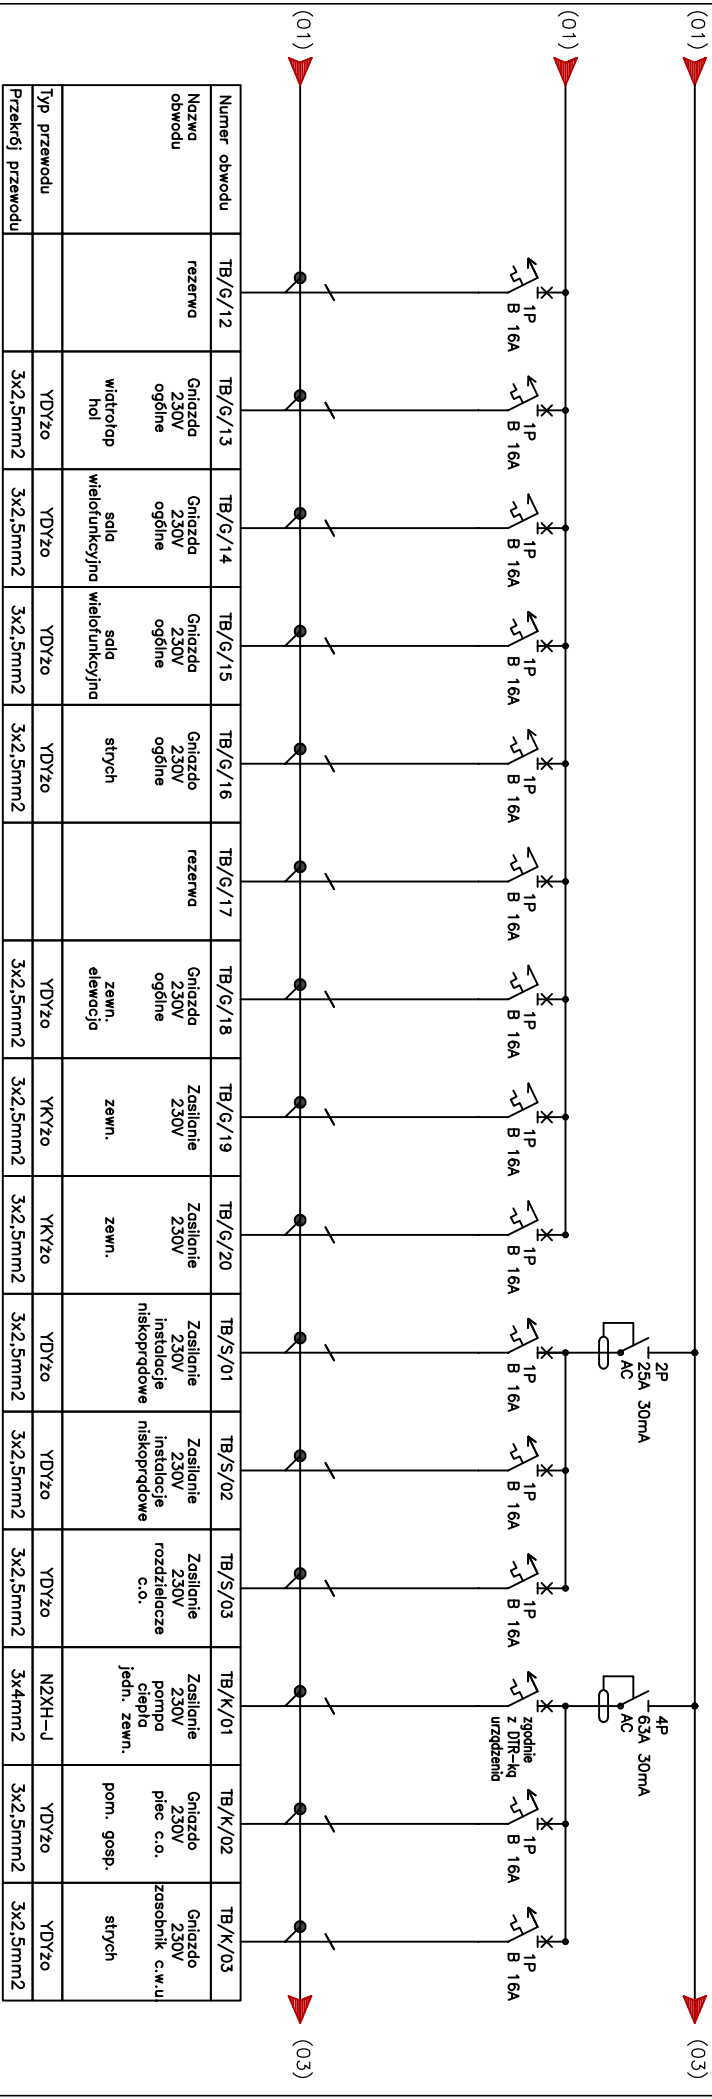 (01)
(01)
(01)
2P
25A 30mA
AC
4P
63A 30mA
AC
1P
B 16A
1P
B 16A
1P
B 16A
1P
B 16A
1P
B 16A
1P
B 16A
1P
B 16A
1P
B 16A
1P
B 16A
1P
B 16A
1P
B 16A
1P
B 16A
zgodnie
z DTR-ką
urządzenia
1P
B 16A
1P
B 16A
(03)
(03)
Numer obwodu
TB/G/12
TB/G/13
TB/G/14
TB/G/15
TB/G/16
TB/G/17
TB/G/18
TB/G/19
TB/G/20
TB/S/01
TB/S/02
TB/S/03
TB/K/01
TB/K/02
TB/K/03
Nazwa
obwodu
rezerwa
Gniazda
230V
ogólne
wiatrołap
hol
Gniazda
230V
ogólne
sala
wielofunkcyjna
Gniazda
230V
ogólne
sala
wielofunkcyjna
Gniazdo
230V
ogólne
strych
rezerwa
Gniazda
230V
ogólne
zewn.
elewacja
Zasilanie
230V
zewn.
Zasilanie
230V
zewn.
Zasilanie
230V
instalacje
niskoprądowe
Zasilanie
230V
instalacje
niskoprądowe
Zasilanie
230V
rozdzielacze
c.o.
Zasilanie
230V
pompa
ciepła
jedn. zewn.
Gniazdo
230V
piec c.o.
pom. gosp.
Gniazdo
230V
zasobnik c.w.u.
strych
Typ przewodu
YDYżo
YDYżo
YDYżo
YDYżo
YDYżo
YKYżo
YKYżo
YDYżo
YDYżo
YDYżo
N2XH-J
YDYżo
YDYżo
Przekrój przewodu
3x2,5mm2
3x2,5mm2
3x2,5mm2
3x2,5mm2
3x2,5mm2
3x2,5mm2
3x2,5mm2
3x2,5mm2
3x2,5mm2
3x2,5mm2
3x4mm2
3x2,5mm2
3x2,5mm2